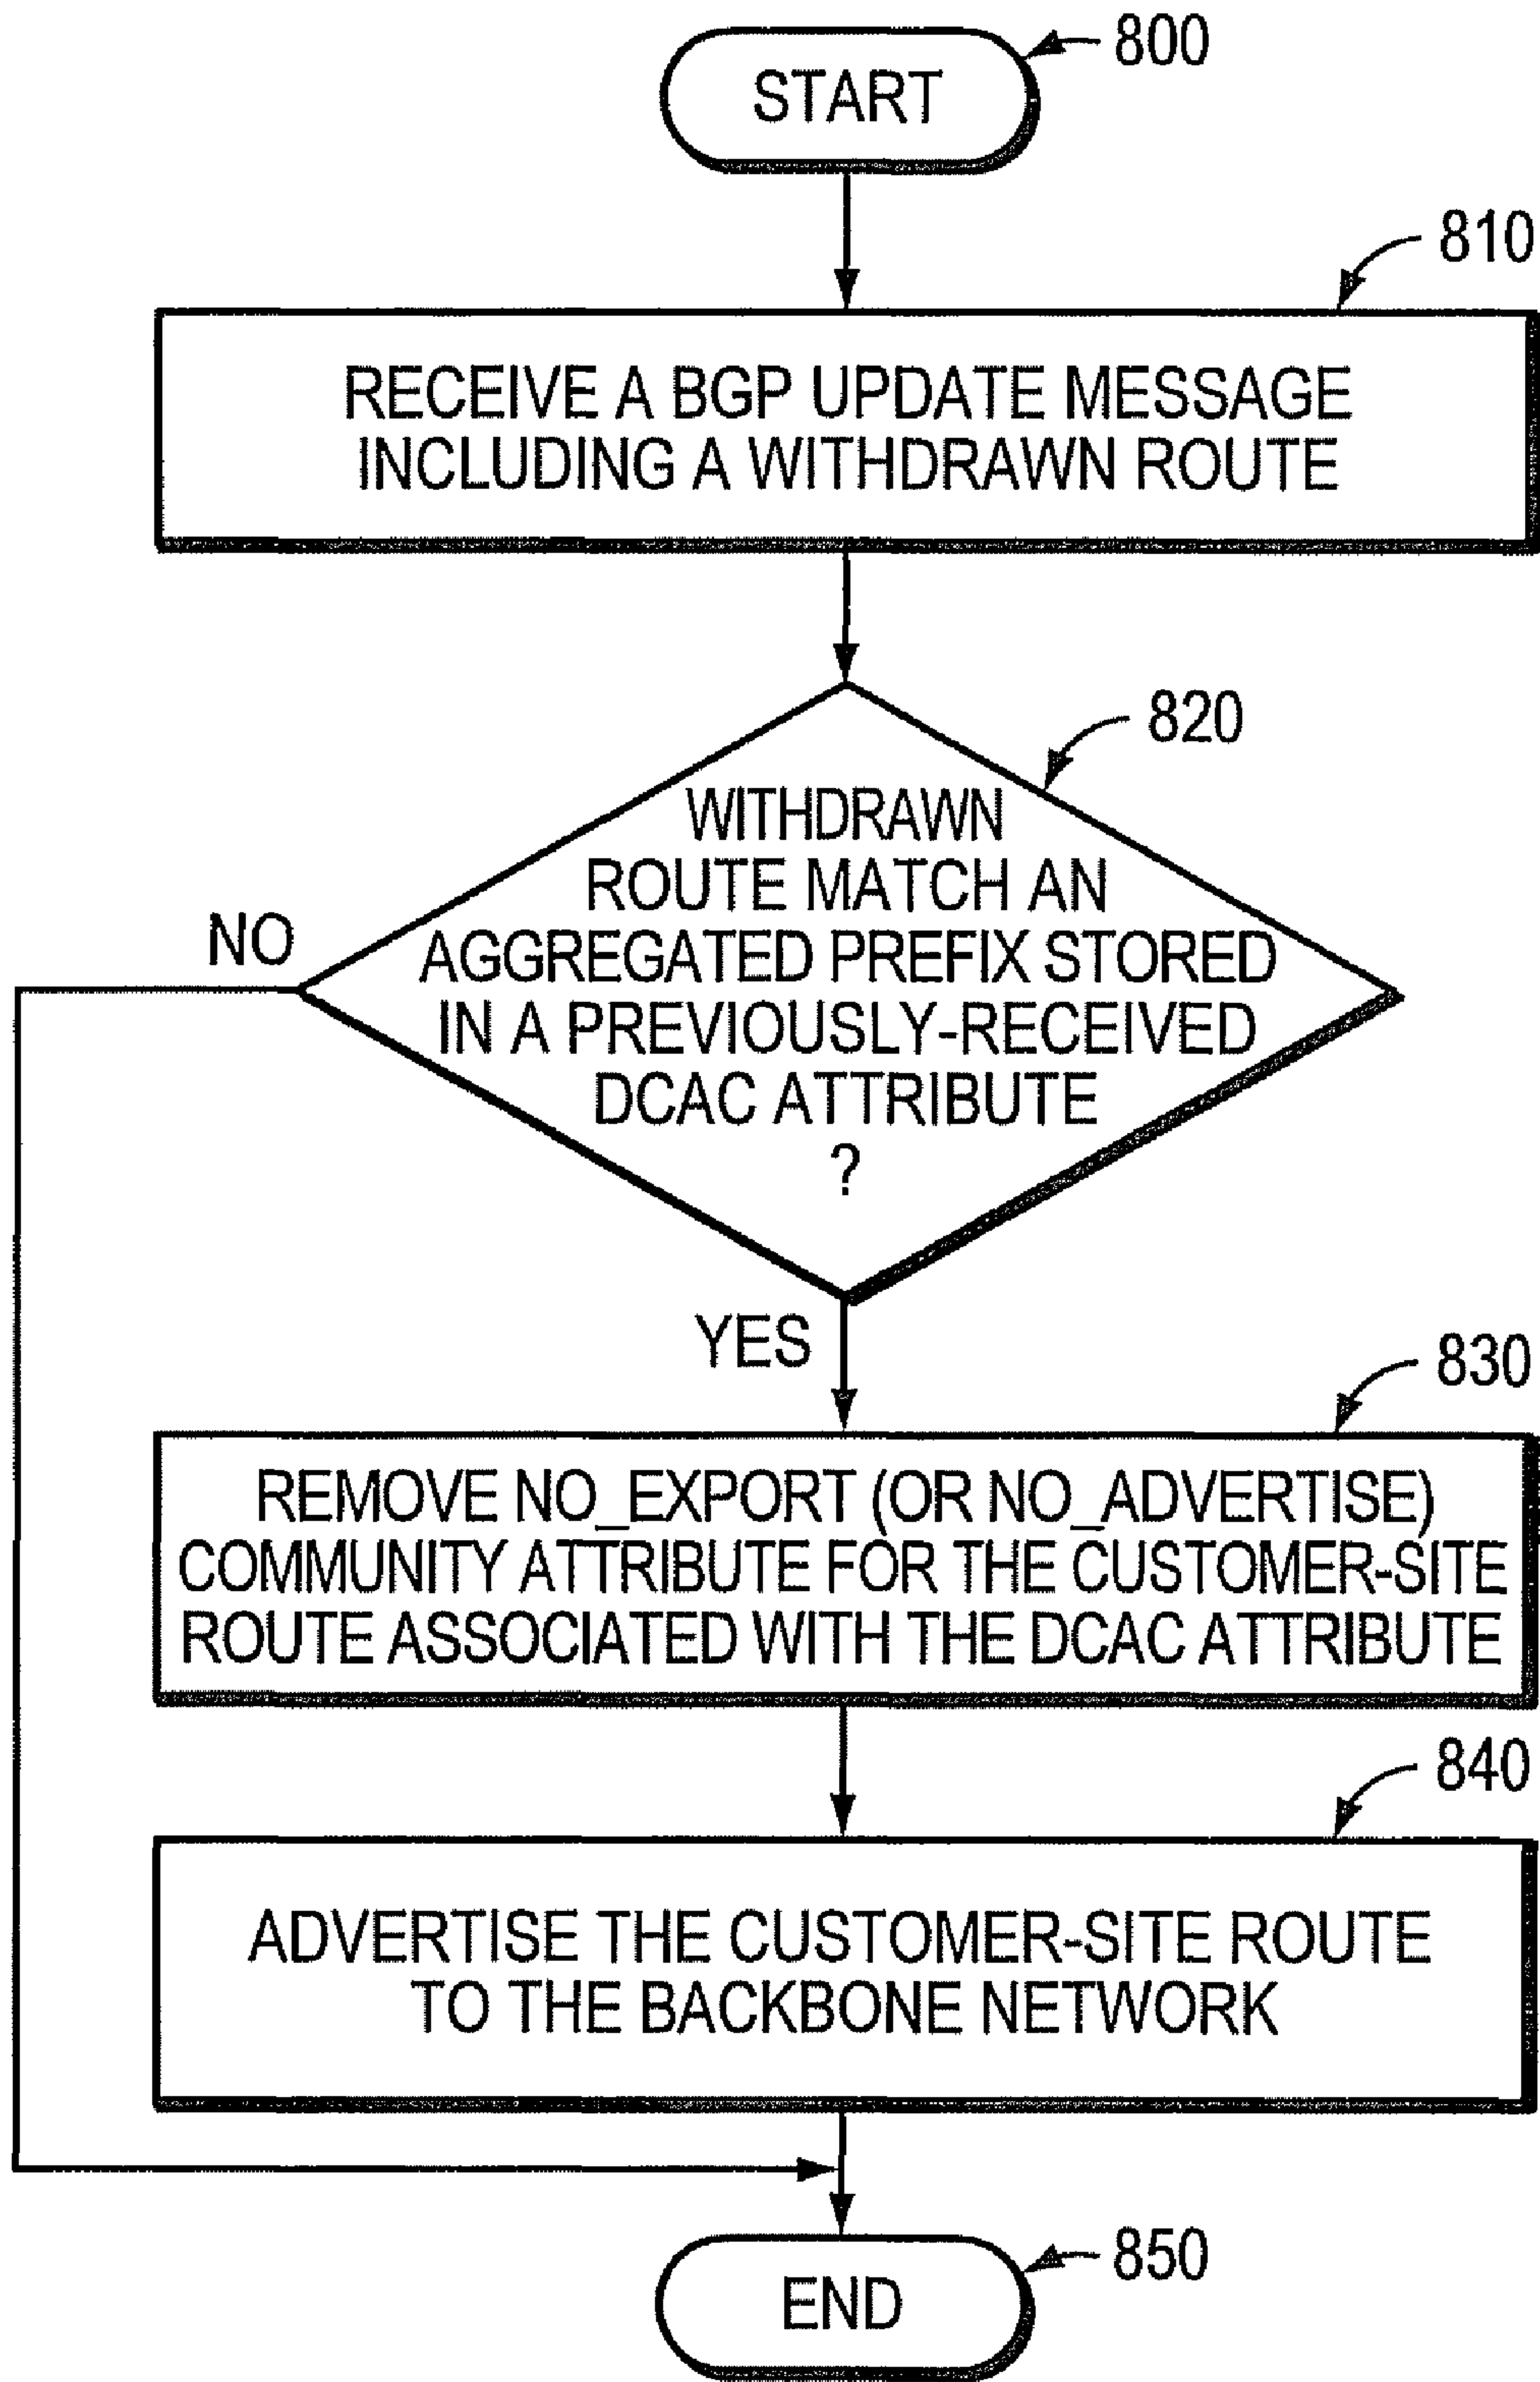 START
800
810
RECEIVE A BGP UPDATE MESSAGE
INCLUDING A WITHDRAWN ROUTE
820
WITHDRAWN
ROUTE MATCH AN
AGGREGATED PREFIX STORED
IN A PREVIOUSLY-RECEIVED
DCAC ATTRIBUTE
?
NO
YES
830
REMOVE NO_EXPORT (OR NO_ADVERTISE)
COMMUNITY ATTRIBUTE FOR THE CUSTOMER-SITE
ROUTE ASSOCIATED WITH THE DCAC ATTRIBUTE
840
ADVERTISE THE CUSTOMER-SITE ROUTE
TO THE BACKBONE NETWORK
850
END